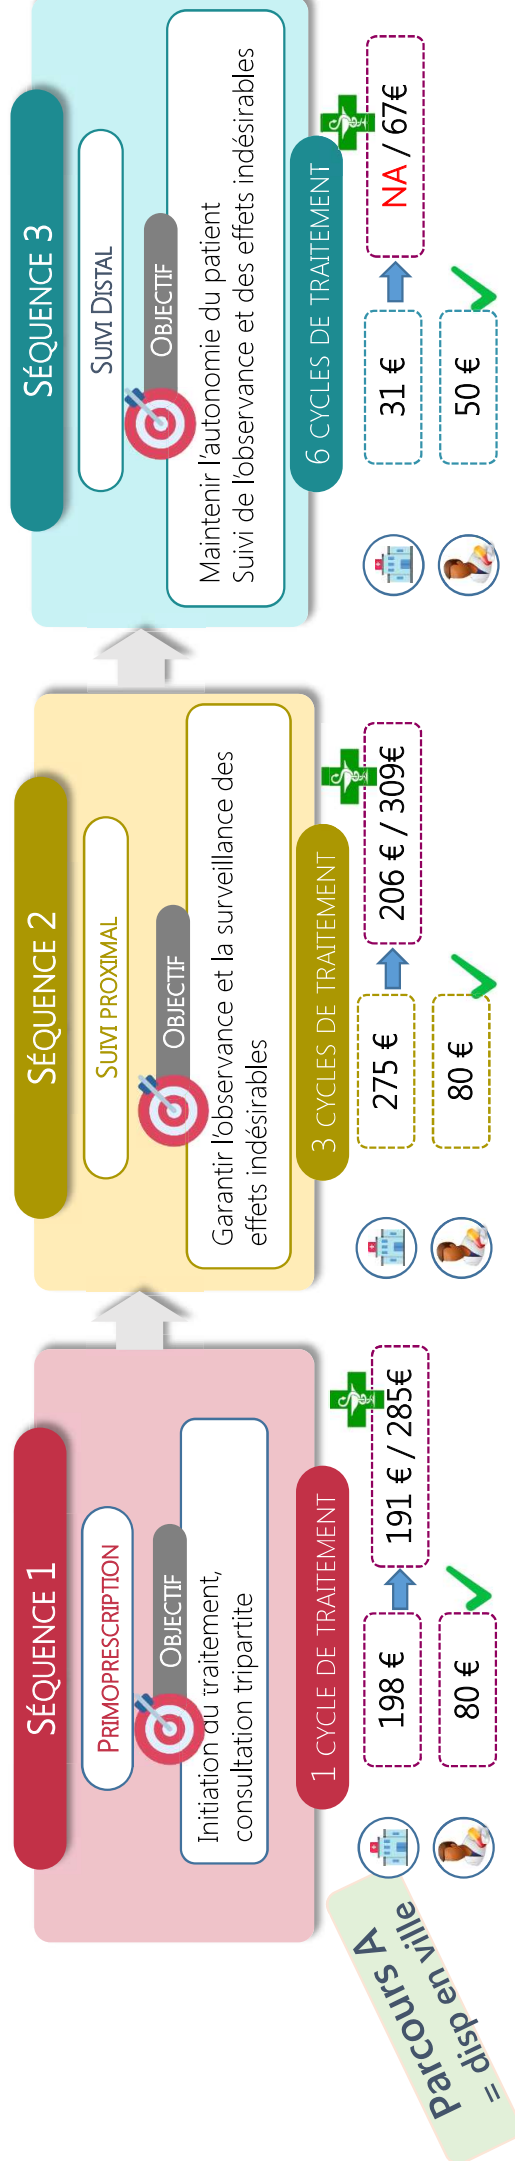 SÉQUENCE 1
PRIMOPRESCRIPTION
OBJECTIF
Initiation du traitement,
consultation tripartite
1 CYCLE DE TRAITEMENT
198 €
191 € / 285€
80 €
Parcours A
= disp en ville
SÉQUENCE 2
SUIVI PROXIMAL
OBJECTIF
Garantir l'observance et la surveillance des
effets indésirables
3 CYCLES DE TRAITEMENT
275 €
206 € / 309€
80 €
SÉQUENCE 3
SUIVI DISTAL
OBJECTIF
Maintenir l'autonomie du patient
Suivi de l'observance et des effets indésirables
6 CYCLES DE TRAITEMENT
31 €
NA / 67€
50 €